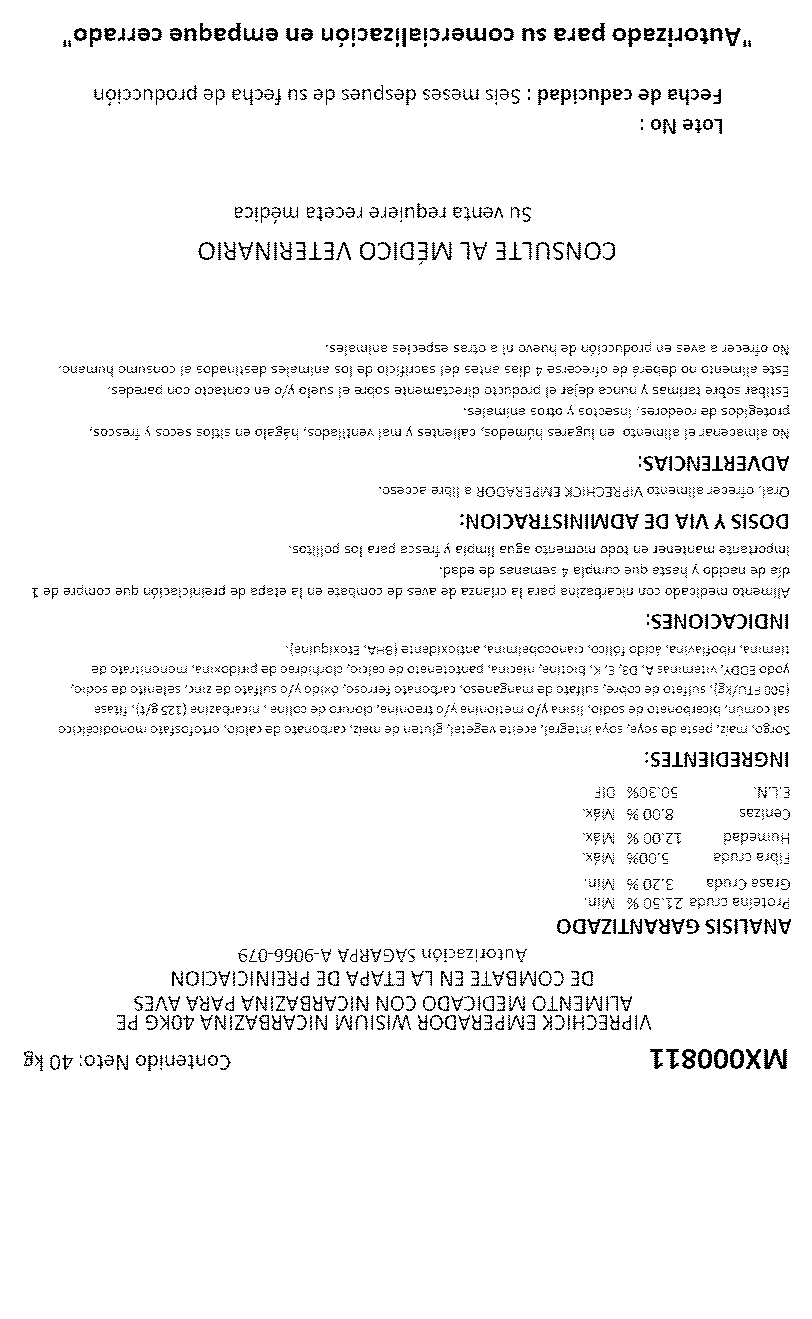 MX000811 Contenido Neto: 40 kg
VIPRECHICK EMPERADOR WISIUM NICARBAZINA 40KG PE
ALIMENTO MEDICADO CON NICARBAZINA PARA AVES
DE COMBATE EN LA ETAPA DE PREINICIACION
Autorización SAGARPA A-9066-079
ANALISIS GARANTIZADO
Proteína cruda 21.50 % Min.
Grasa Cruda 3.20 % Min.
Fibra cruda 5.00% Máx.
Humedad 12.00 % Máx.
Cenizas 8.00 % Máx.
E.L.N. 50.30% DIF
INGREDIENTES:
Sorgo, maíz, pasta de soya, soya integral, aceite vegetal, gluten de maíz, carbonato de calcio, ortofosfato monodicálcico
sal común, bicarbonato de sodio, lisina y/o metionina y/o treonina, cloruro de colina , nicarbazina (125 g/t), fitasa
(500 FTU/kg), sulfato de cobre, sulfato de manganeso, carbonato ferroso, óxido y/o sulfato de zinc, selenito de sodio,
yodo EDDY, vitaminas A, D3, E, K, biotina, niacina, pantotenato de calcio, clorhidrao de piridoxina, mononitrato de
tiamina, riboflavina, ácido fólico, cianocobalmina, antioxidante (BHA, Etoxiquina).
INDICACIONES:
Alimento medicado con nicarbazina para la crianza de aves de combate en la etapa de preiniciación que compre de 1
día de nacido y hasta que cumpla 4 semanas de edad.
Importante mantener en todo momento agua limpia y fresca para los pollitos.
DOSIS Y VIA DE ADMINISTRACION:
Oral, ofrecer alimento VIPRECHICK EMPERADOR a libre acceso.
ADVERTENCIAS:
No almacenar el alimento en lugares húmedos, calientes y mal ventilados, hágalo en sitios secos y frescos,
protegidos de roedores, insectos y otros animales.
Estibar sobre tarimas y nunca dejar el producto directamente sobre el suelo y/o en contacto con paredes.
Este alimento no deberá de ofrecerse 4 días antes del sacrificio de los animales destinados al consumo humano.
No ofrecer a aves en producción de huevo ni a otras especies animales.
CONSULTE AL MÉDICO VETERINARIO
Su venta requiere receta médica
Lote No :
Fecha de caducidad : Seis meses despues de su fecha de producción
"Autorizado para su comercialización en empaque cerrado"